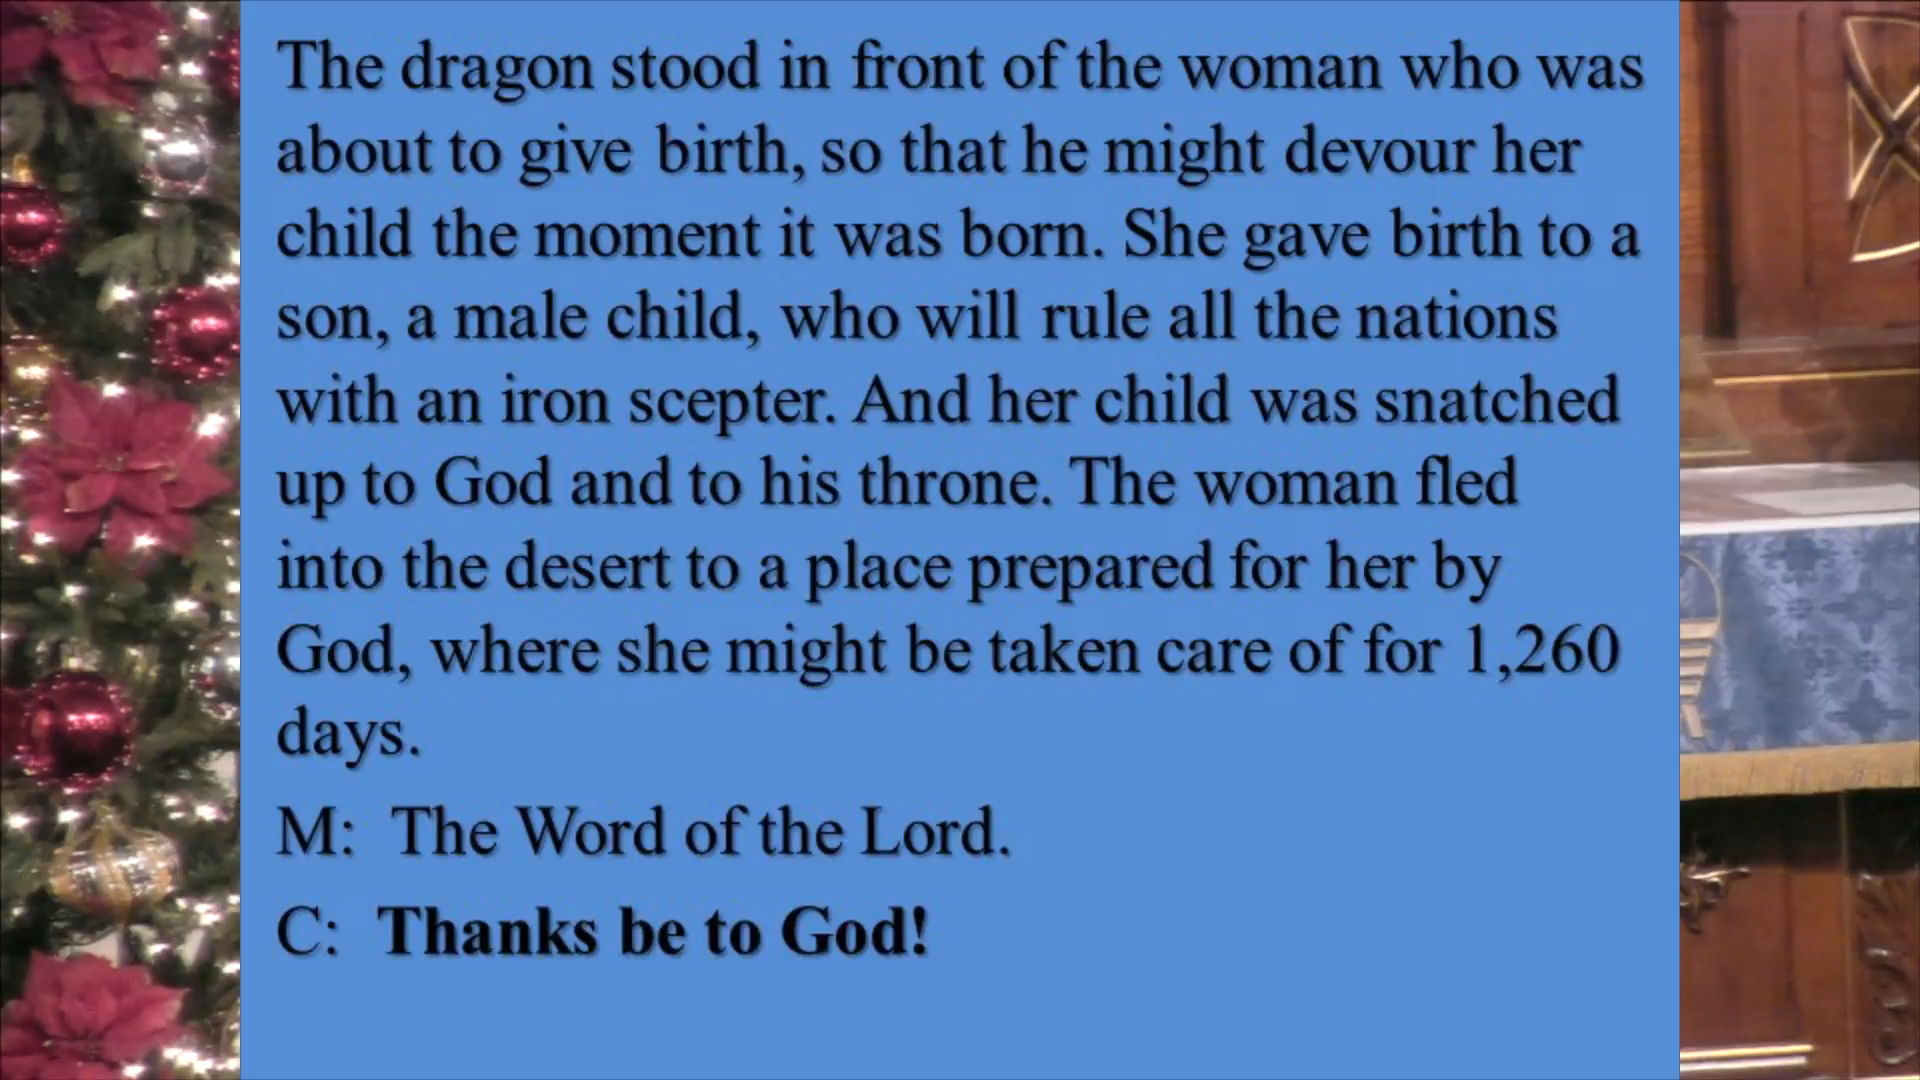 The dragon stood in front of the woman who was
about to give birth, so that he might devour her
child the moment it was born. She gave birth to a
son, a male child, who will rule all the nations
with an iron scepter. And her child was snatched
up to God and to his throne. The woman fled
into the desert to a place prepared for her by
God, where she might be taken care of for 1,260
days.
M: The Word of the Lord.
C: Thanks be to God!